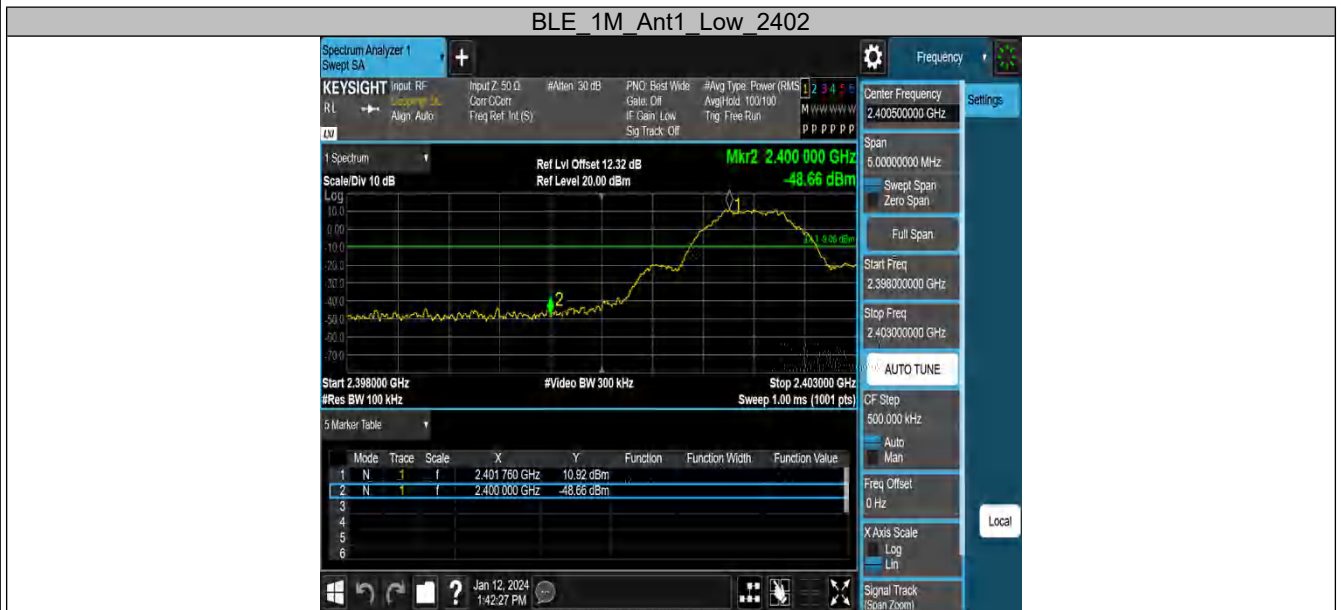 BLE_1M_Ant1_Low_2402
Spectrum Analyzer 1
Swept SA
+
Frequency
KEYSIGHT
RL
LXI
Input: RF
Coupling: DC
Align: Auto
Input Z: 50 Ω
Corr CCorr
Freq Ref: Int (S)
#Atten: 30 dB
PNO: Best Wide
Gate: Off
IF Gain: Low
Sig Track: Off
#Avg Type: Power (RMS
Avg|Hold: 100/100
Trig: Free Run
1 2 3 4 5 6
M W W W W W
P P P P P P
Center Frequency
2.400500000 GHz
Settings
Span
5.00000000 MHz
Swept Span
Zero Span
Full Span
Start Freq
2.398000000 GHz
Stop Freq
2.403000000 GHz
AUTO TUNE
CF Step
500.000 kHz
Auto
Man
Freq Offset
0 Hz
X Axis Scale
Log
Lin
Signal Track
(Span Zoom)
Local
1 Spectrum
Scale/Div 10 dB
Ref Lvl Offset 12.32 dB
Ref Level 20.00 dBm
Mkr2 2.400 000 GHz
-48.66 dBm
Log
10.0
0.00
-10.0
-20.0
-30.0
-40.0
-50.0
-60.0
-70.0
1
2
-9.08 dBm
Start 2.398000 GHz
#Res BW 100 kHz
#Video BW 300 kHz
Stop 2.403000 GHz
Sweep 1.00 ms (1001 pts)
5 Marker Table
Mode Trace Scale X Y Function Function Width Function Value
1 N 1 f 2.401 760 GHz 10.92 dBm
2 N 1 f 2.400 000 GHz -48.66 dBm
3
4
5
6
?
Jan 12, 2024
1:42:27 PM